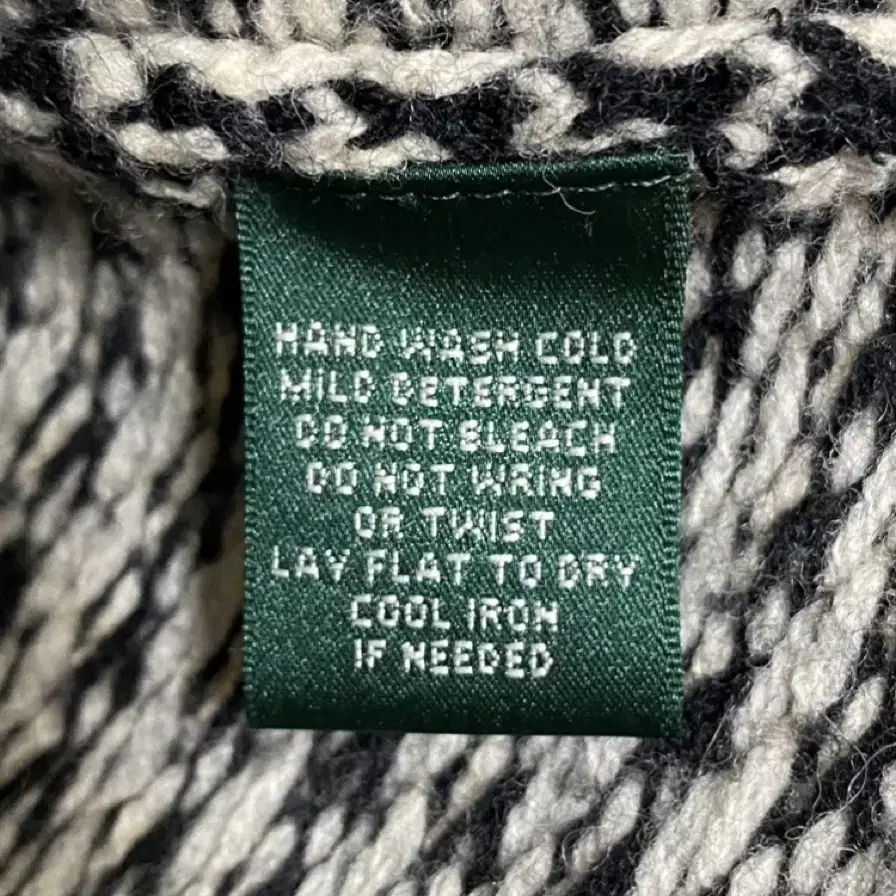 HAND WASH COLD
MILD DETERGENT
DO NOT BLEACH
DO NOT WRING
OR TWIST
LAY FLAT TO DRY
COOL IRON
IF NEEDED